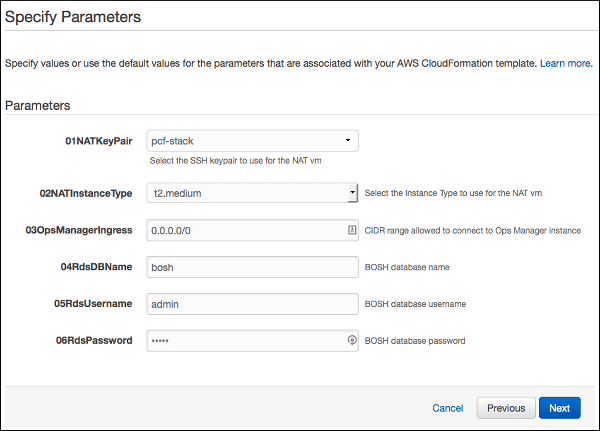 Specify Parameters
Specify values or use the default values for the parameters that are associated with your AWS CloudFormation template. Learn more.
Parameters
01NATKeyPair pcf-stack
Select the SSH keypair to use for the NAT vm
02NATInstanceType t2.medium Select the Instance Type to use for the NAT vm
03OpsManagerIngress 0.0.0.0/0 CIDR range allowed to connect to Ops Manager instance
04RdsDBName bosh BOSH database name
05RdsUsername admin BOSH database username
06RdsPassword ••••• BOSH database password
Cancel Previous Next